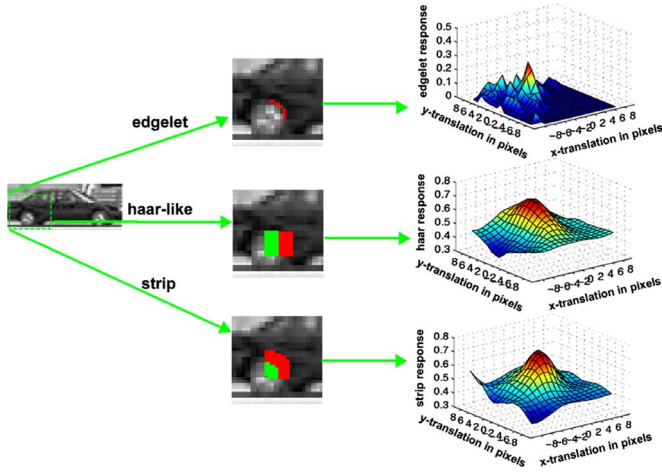 edgelet
haar-like
strip
edgelet response
0.5
0.4
0.3
0.2
0.1
0
y-translation in pixels
x-translation in pixels
haar response
0.8
0.7
0.6
0.5
0.4
0.3
y-translation in pixels
x-translation in pixels
strip response
0.8
0.7
0.6
0.5
0.4
0.3
y-translation in pixels
x-translation in pixels